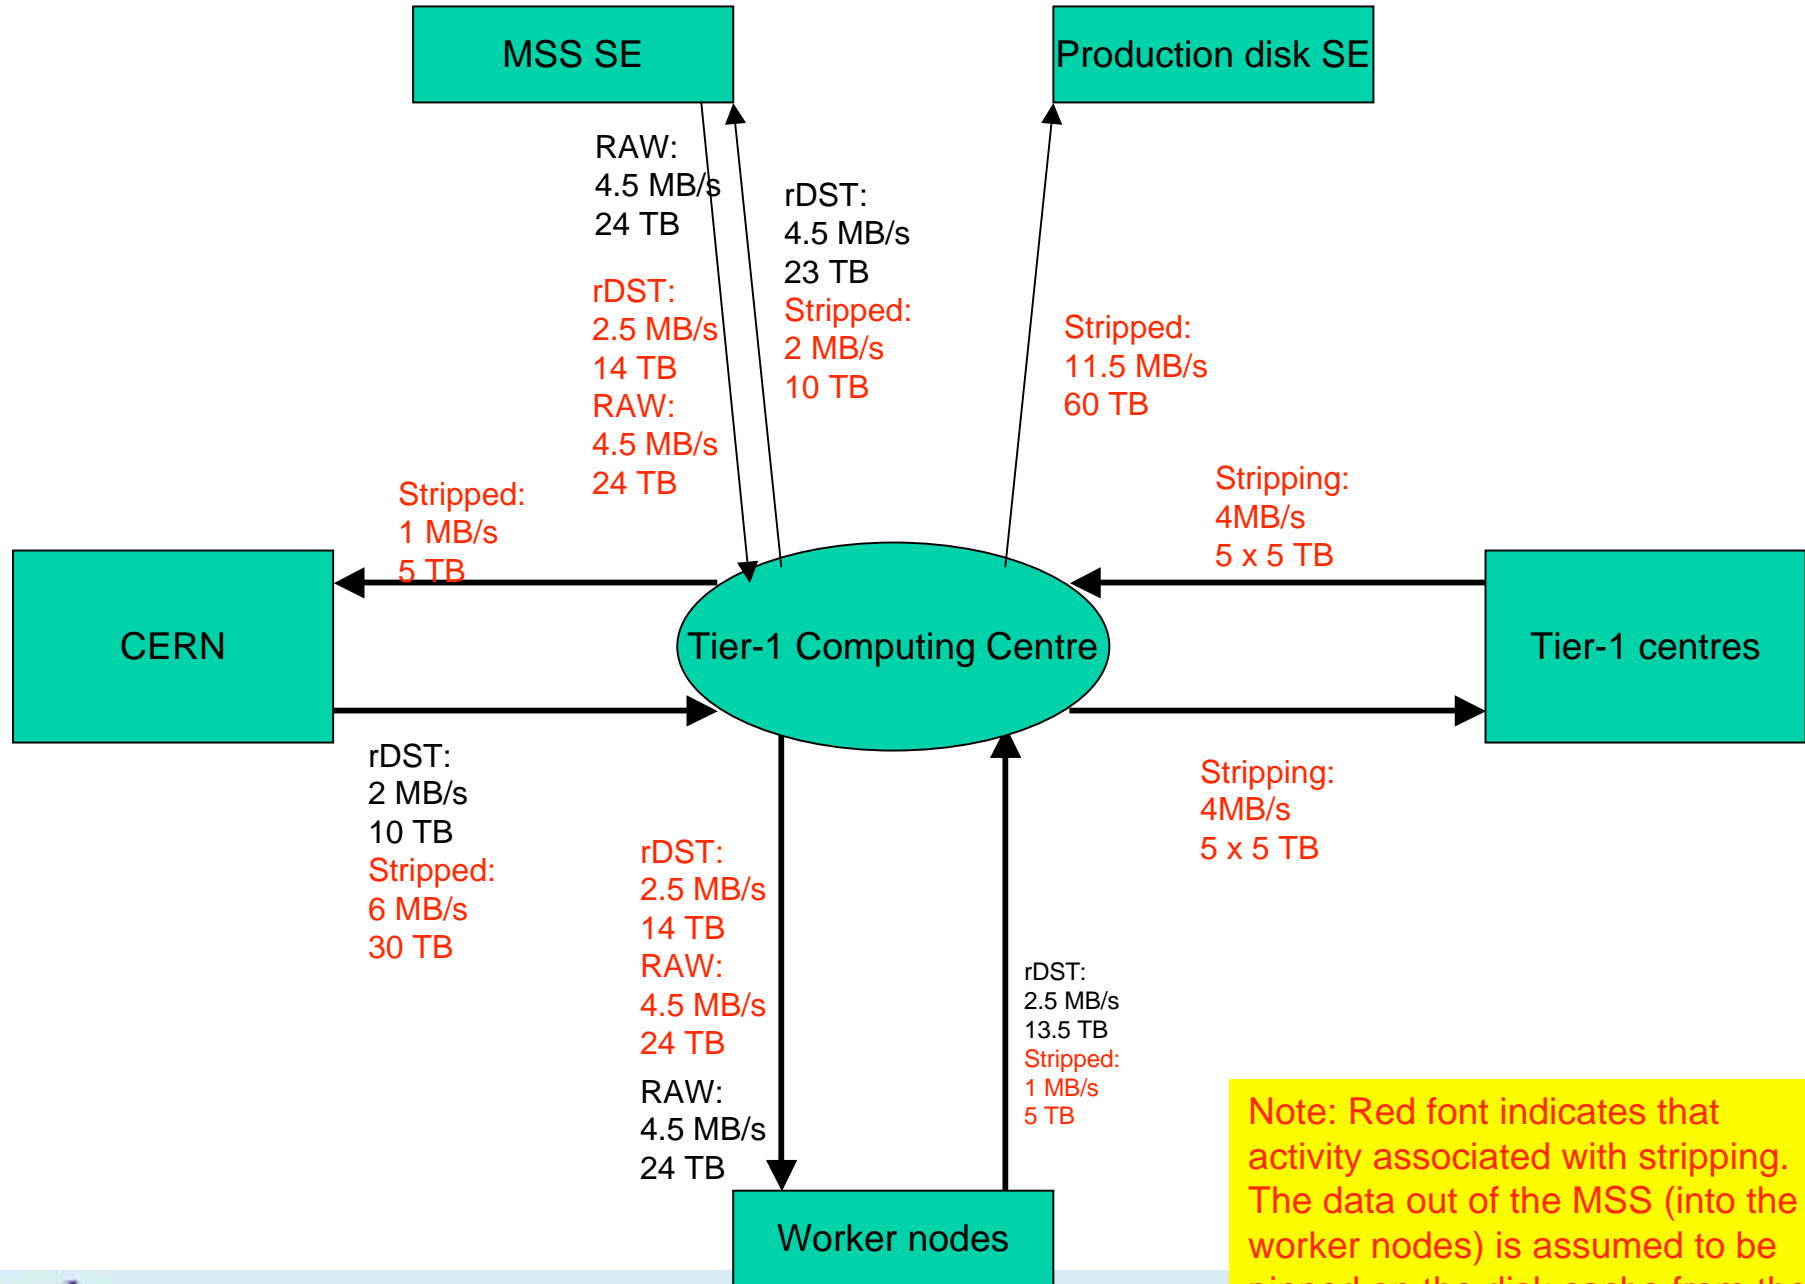 MSS SE
Production disk SE
RAW:
4.5 MB/s
24 TB
rDST:
4.5 MB/s
23 TB
Stripped:
2 MB/s
10 TB
rDST:
2.5 MB/s
14 TB
RAW:
4.5 MB/s
24 TB
Stripped:
11.5 MB/s
60 TB
Stripped:
1 MB/s
5 TB
Stripping:
4MB/s
5 x 5 TB
CERN
Tier-1 Computing Centre
Tier-1 centres
rDST:
2 MB/s
10 TB
Stripped:
6 MB/s
30 TB
Stripping:
4MB/s
5 x 5 TB
rDST:
2.5 MB/s
14 TB
RAW:
4.5 MB/s
24 TB
RAW:
4.5 MB/s
24 TB
rDST:
2.5 MB/s
13.5 TB
Stripped:
1 MB/s
5 TB
Worker nodes
Note: Red font indicates that
activity associated with stripping.
The data out of the MSS (into the
worker nodes) is assumed to be
on the disk cache from the